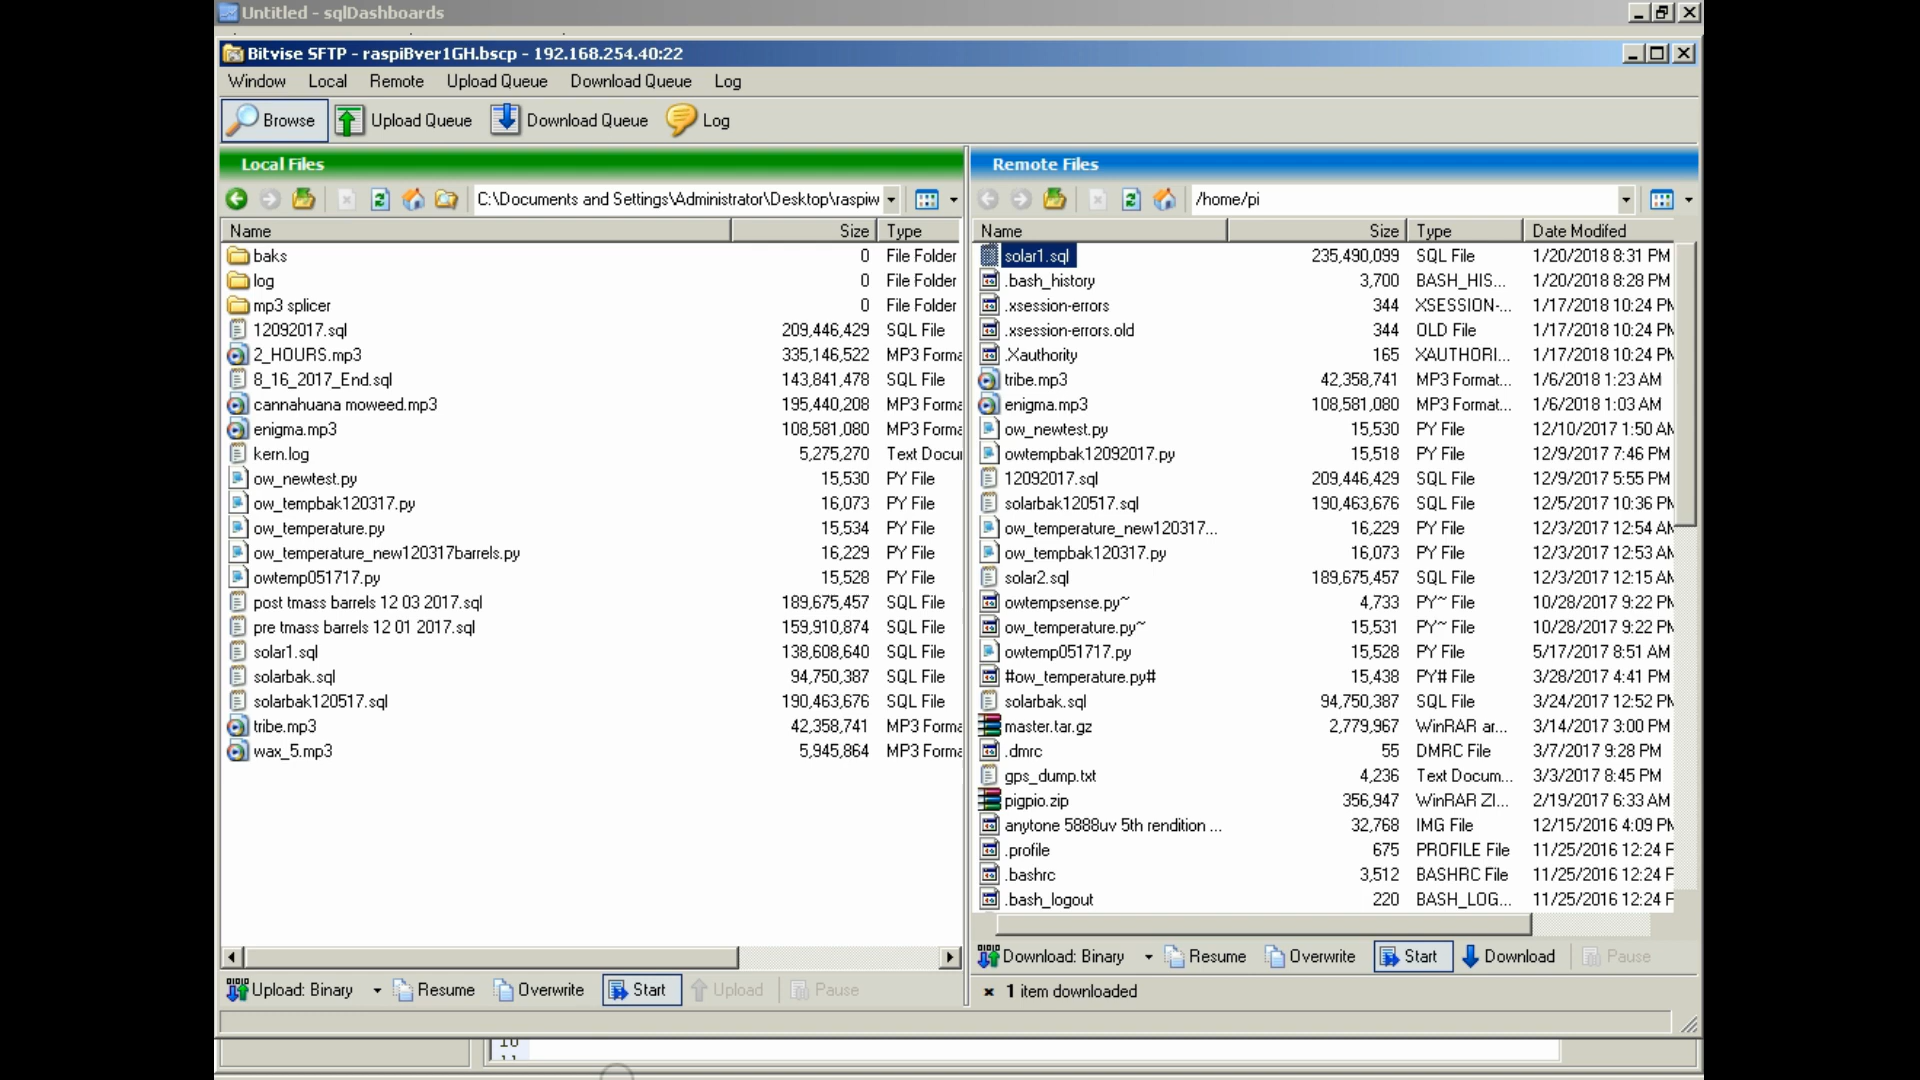 Untitled - sqlDashboards
Bitvise SFTP - raspiBver1GH.bscp - 192.168.254.40:22
Window Local Remote Upload Queue Download Queue Log
Browse Upload Queue Download Queue Log
Local Files
C:\Documents and Settings\Administrator\Desktop\raspiw
Name Size Type
baks 0 File Folder
log 0 File Folder
mp3 splicer 0 File Folder
12092017.sql 209,446,429 SQL File
2_HOURS.mp3 335,146,522 MP3 Forma
8_16_2017_End.sql 143,841,478 SQL File
cannahuana moweed.mp3 195,440,208 MP3 Forma
enigma.mp3 108,581,080 MP3 Forma
kern.log 5,275,270 Text Docu
ow_newtest.py 15,530 PY File
ow_tempbak120317.py 16,073 PY File
ow_temperature.py 15,534 PY File
ow_temperature_new120317barrels.py 16,229 PY File
owtemp051717.py 15,528 PY File
post tmass barrels 12 03 2017.sql 189,675,457 SQL File
pre tmass barrels 12 01 2017.sql 159,910,874 SQL File
solar1.sql 138,608,640 SQL File
solarbak.sql 94,750,387 SQL File
solarbak120517.sql 190,463,676 SQL File
tribe.mp3 42,358,741 MP3 Forma
wax_5.mp3 5,945,864 MP3 Forma
Upload: Binary Resume Overwrite Start Upload Pause
Remote Files
/home/pi
Name Size Type Date Modifed
solar1.sql 235,490,099 SQL File 1/20/2018 8:31 PM
.bash_history 3,700 BASH_HIS... 1/20/2018 8:28 PM
.xsession-errors 344 XSESSION-... 1/17/2018 10:24 PM
.xsession-errors.old 344 OLD File 1/17/2018 10:24 PM
.Xauthority 165 XAUTHORI... 1/17/2018 10:24 PM
tribe.mp3 42,358,741 MP3 Format... 1/6/2018 1:23 AM
enigma.mp3 108,581,080 MP3 Format... 1/6/2018 1:03 AM
ow_newtest.py 15,530 PY File 12/10/2017 1:50 AM
owtempbak12092017.py 15,518 PY File 12/9/2017 7:46 PM
12092017.sql 209,446,429 SQL File 12/9/2017 5:55 PM
solarbak120517.sql 190,463,676 SQL File 12/5/2017 10:36 PM
ow_temperature_new120317... 16,229 PY File 12/3/2017 12:54 AM
ow_tempbak120317.py 16,073 PY File 12/3/2017 12:53 AM
solar2.sql 189,675,457 SQL File 12/3/2017 12:15 AM
owtempsense.py~ 4,733 PY~ File 10/28/2017 9:22 PM
ow_temperature.py~ 15,531 PY~ File 10/28/2017 9:22 PM
owtemp051717.py 15,528 PY File 5/17/2017 8:51 AM
#ow_temperature.py# 15,438 PY# File 3/28/2017 4:41 PM
solarbak.sql 94,750,387 SQL File 3/24/2017 12:52 PM
master.tar.gz 2,779,967 WinRAR ar... 3/14/2017 3:00 PM
.dmrc 55 DMRC File 3/7/2017 9:28 PM
gps_dump.txt 4,236 Text Docum... 3/3/2017 8:45 PM
pigpio.zip 356,947 WinRAR ZI... 2/19/2017 6:33 AM
anytone 5888uv 5th rendition ... 32,768 IMG File 12/15/2016 4:09 PM
.profile 675 PROFILE File 11/25/2016 12:24 F
.bashrc 3,512 BASHRC File 11/25/2016 12:24 F
.bash_logout 220 BASH_LOG... 11/25/2016 12:24 F
Download: Binary Resume Overwrite Start Download Pause
1 item downloaded